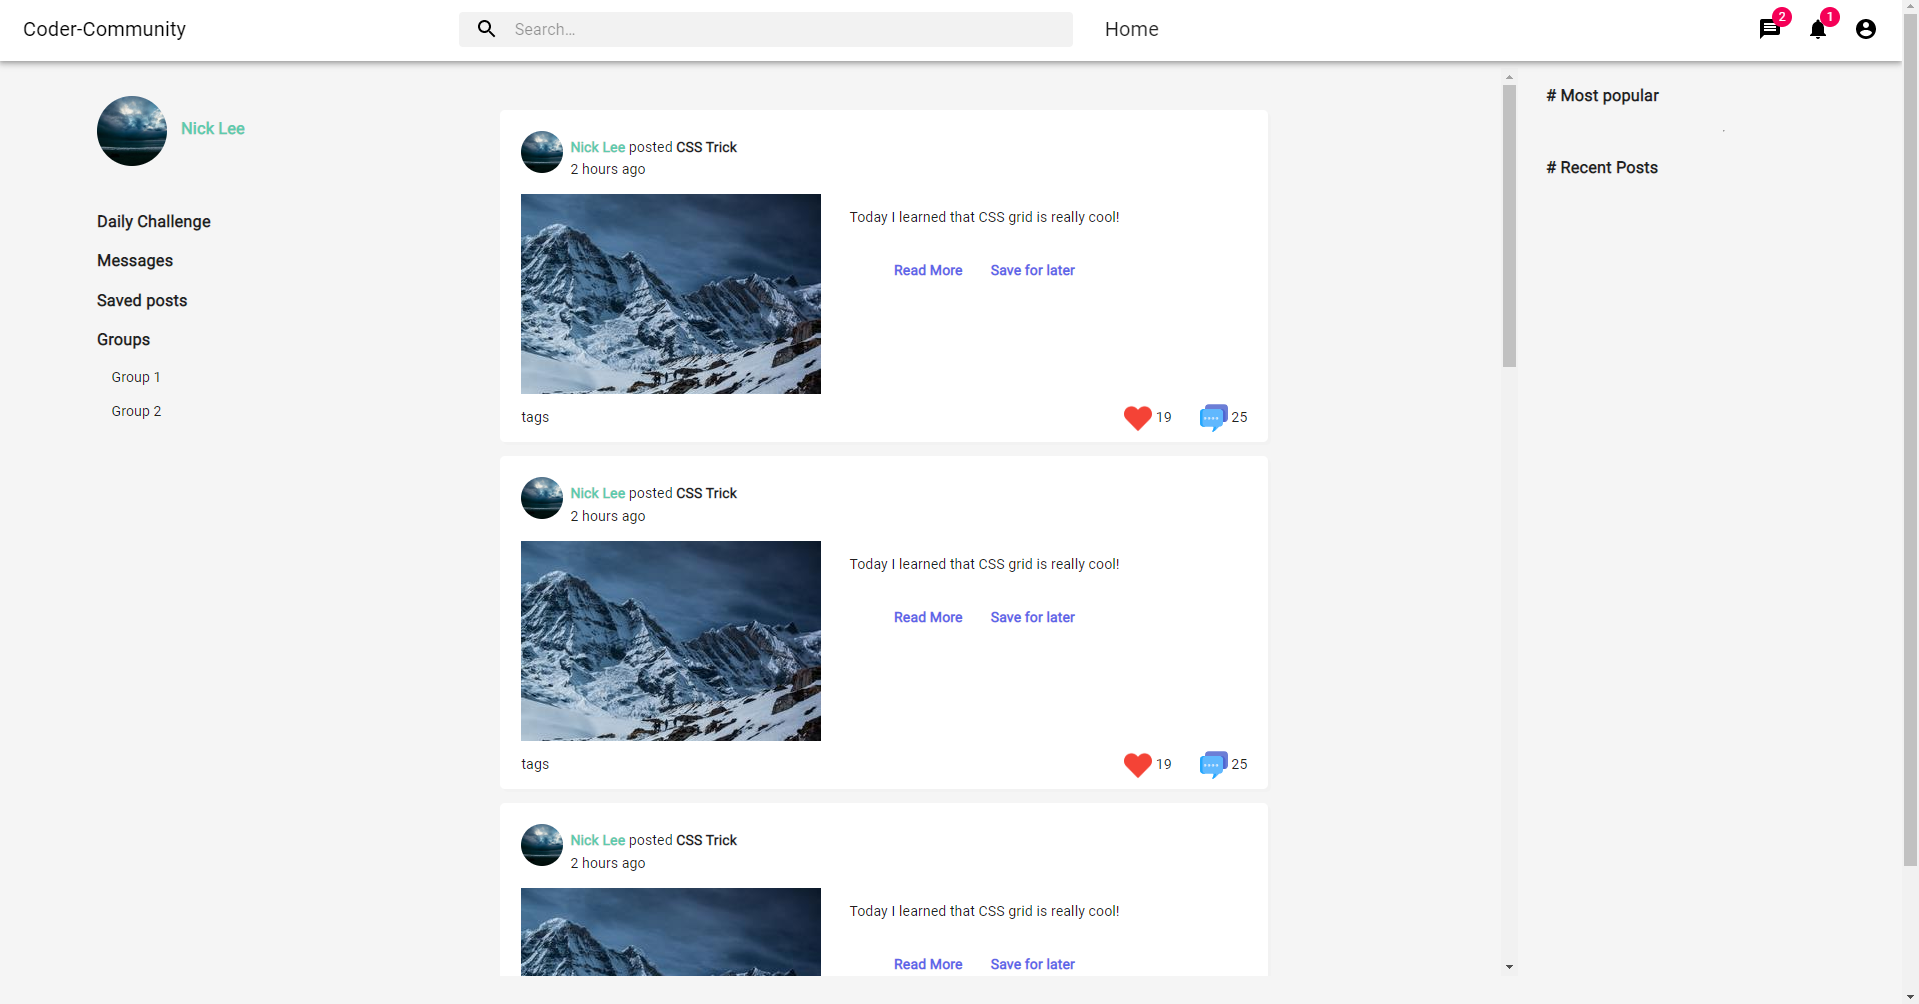 Coder-Community
Search...
Home
2
1
Nick Lee
Daily Challenge
Messages
Saved posts
Groups
Group 1
Group 2
Nick Lee posted CSS Trick
2 hours ago
Today I learned that CSS grid is really cool!
Read More Save for later
tags
19
25
Nick Lee posted CSS Trick
2 hours ago
Today I learned that CSS grid is really cool!
Read More Save for later
tags
19
25
Nick Lee posted CSS Trick
2 hours ago
Today I learned that CSS grid is really cool!
Read More Save for later
# Most popular
.
# Recent Posts